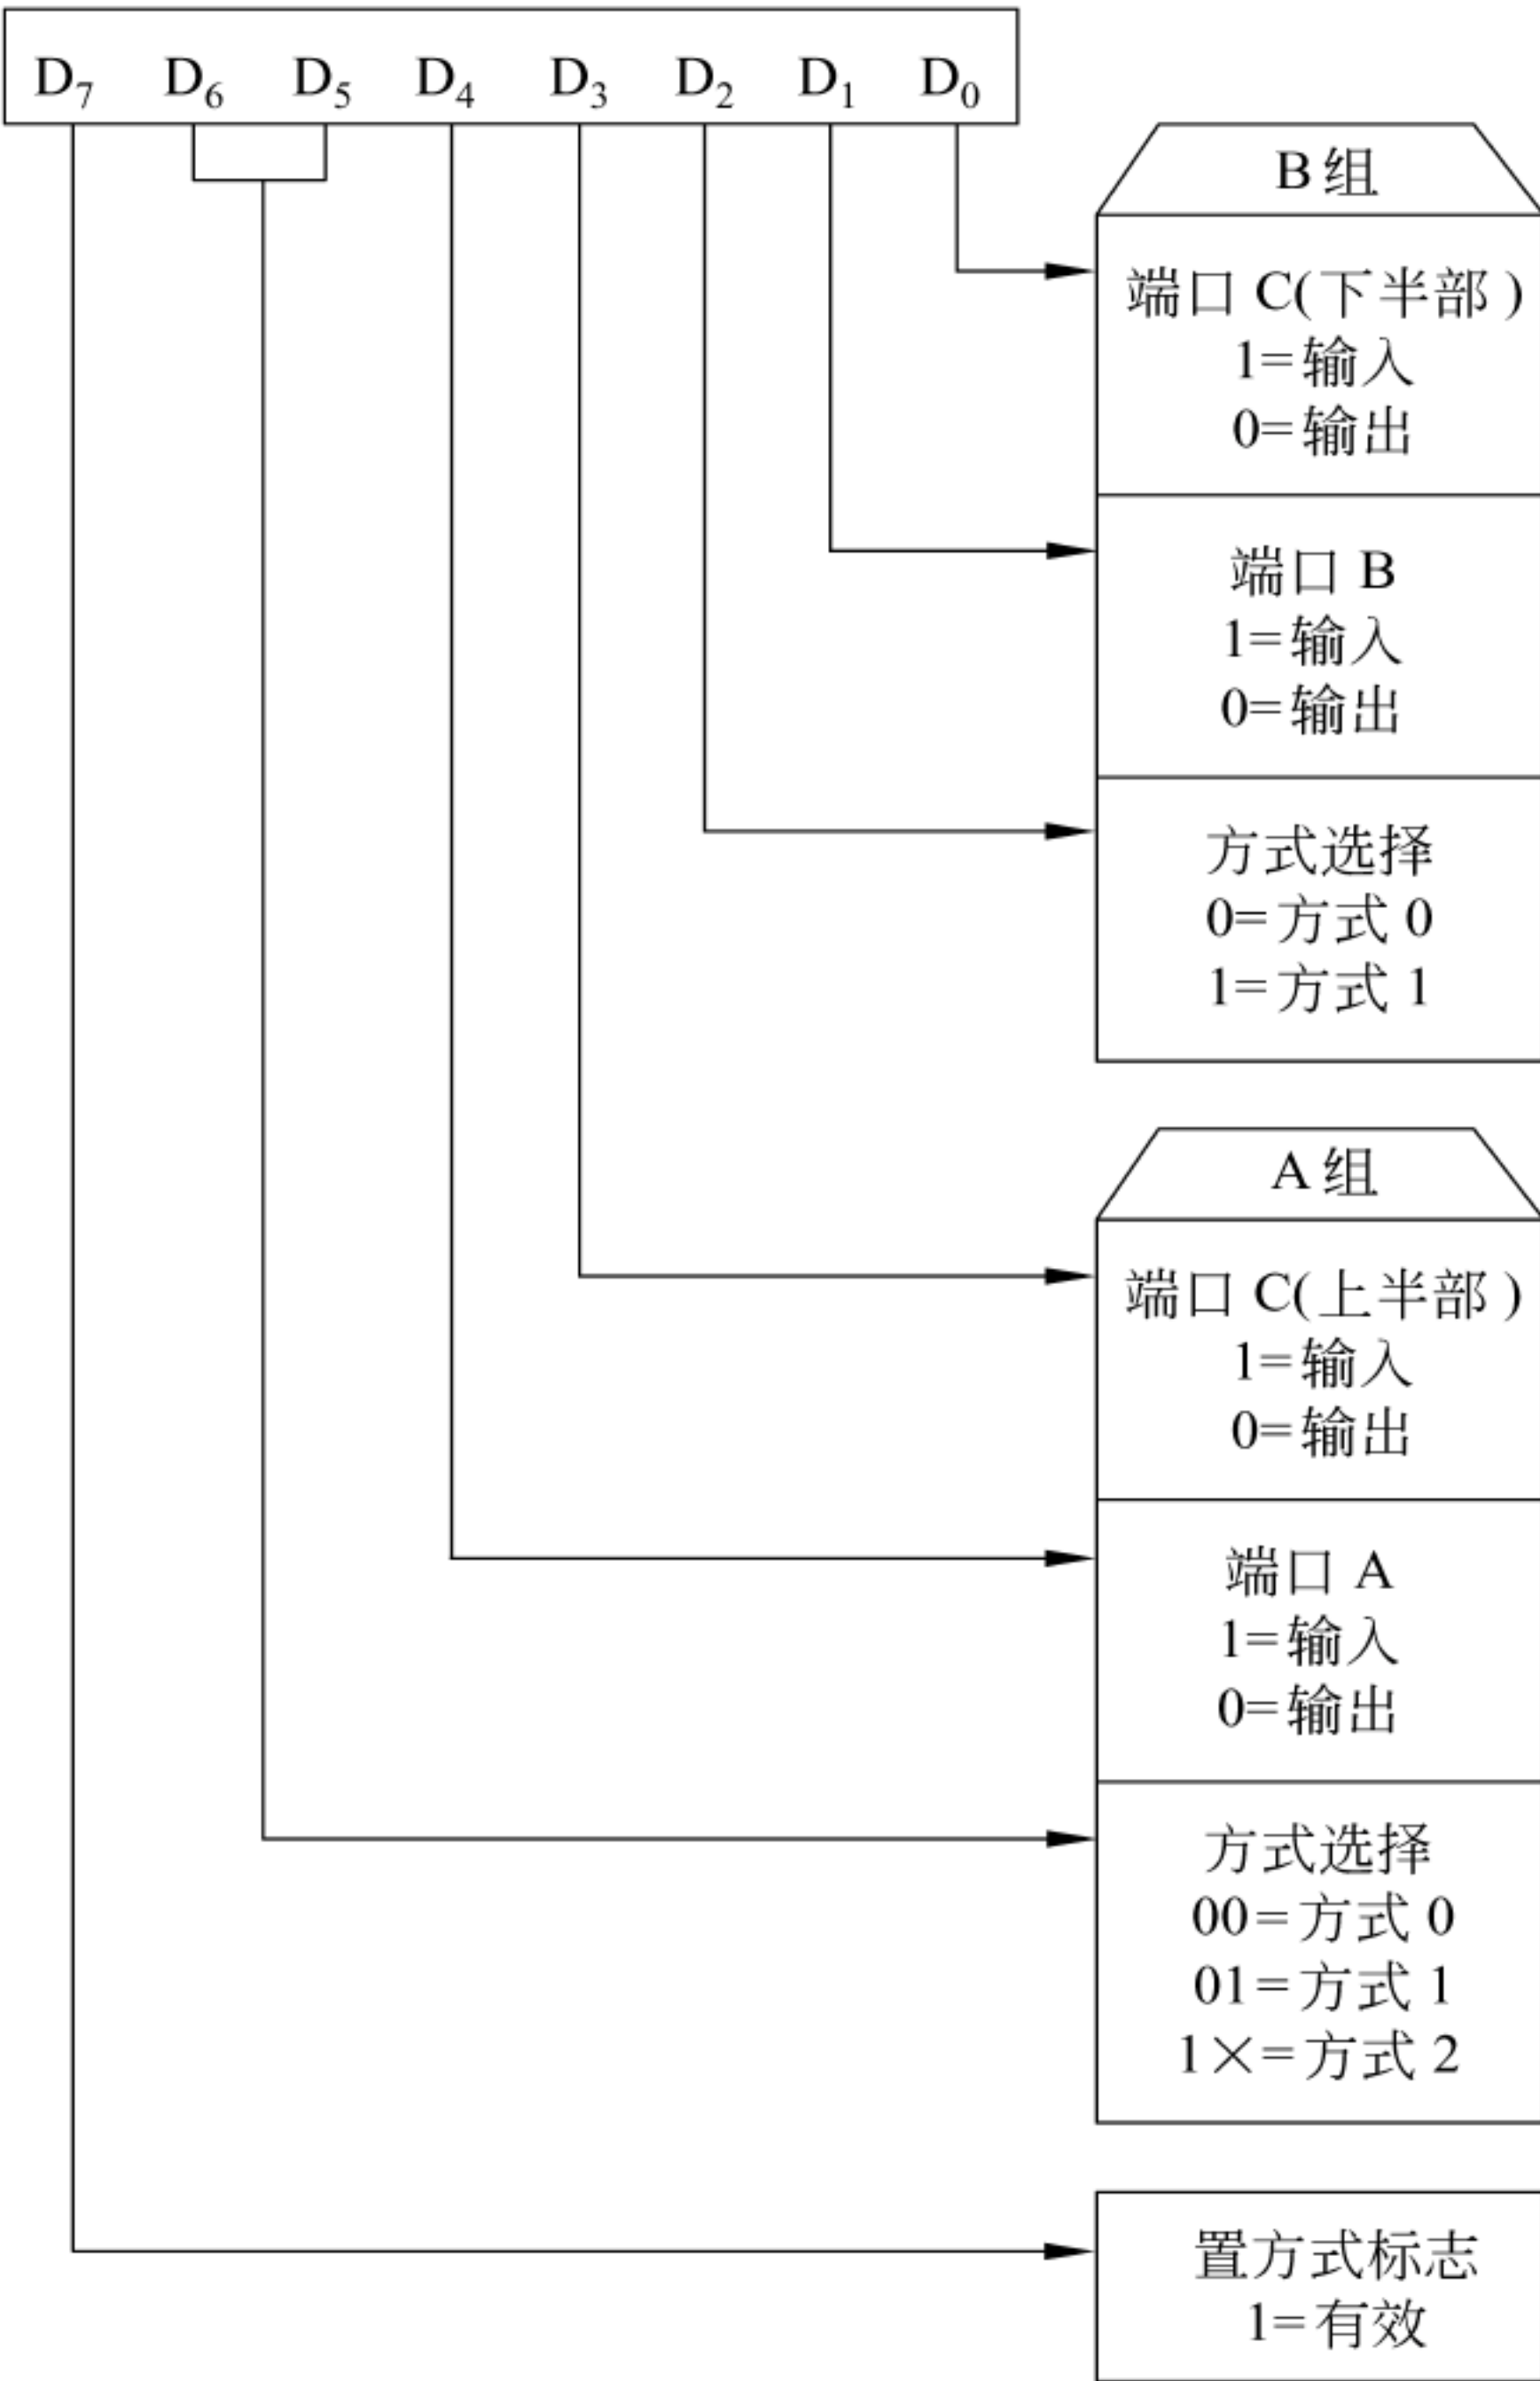 D₇ D₆ D₅ D₄ D₃ D₂ D₁ D₀
B组
端口 C(下半部)
1=输入
0=输出
端口 B
1=输入
0=输出
方式选择
0=方式 0
1=方式 1
A组
端口 C(上半部)
1=输入
0=输出
端口 A
1=输入
0=输出
方式选择
00=方式 0
01=方式 1
1×=方式 2
置方式标志
1=有效